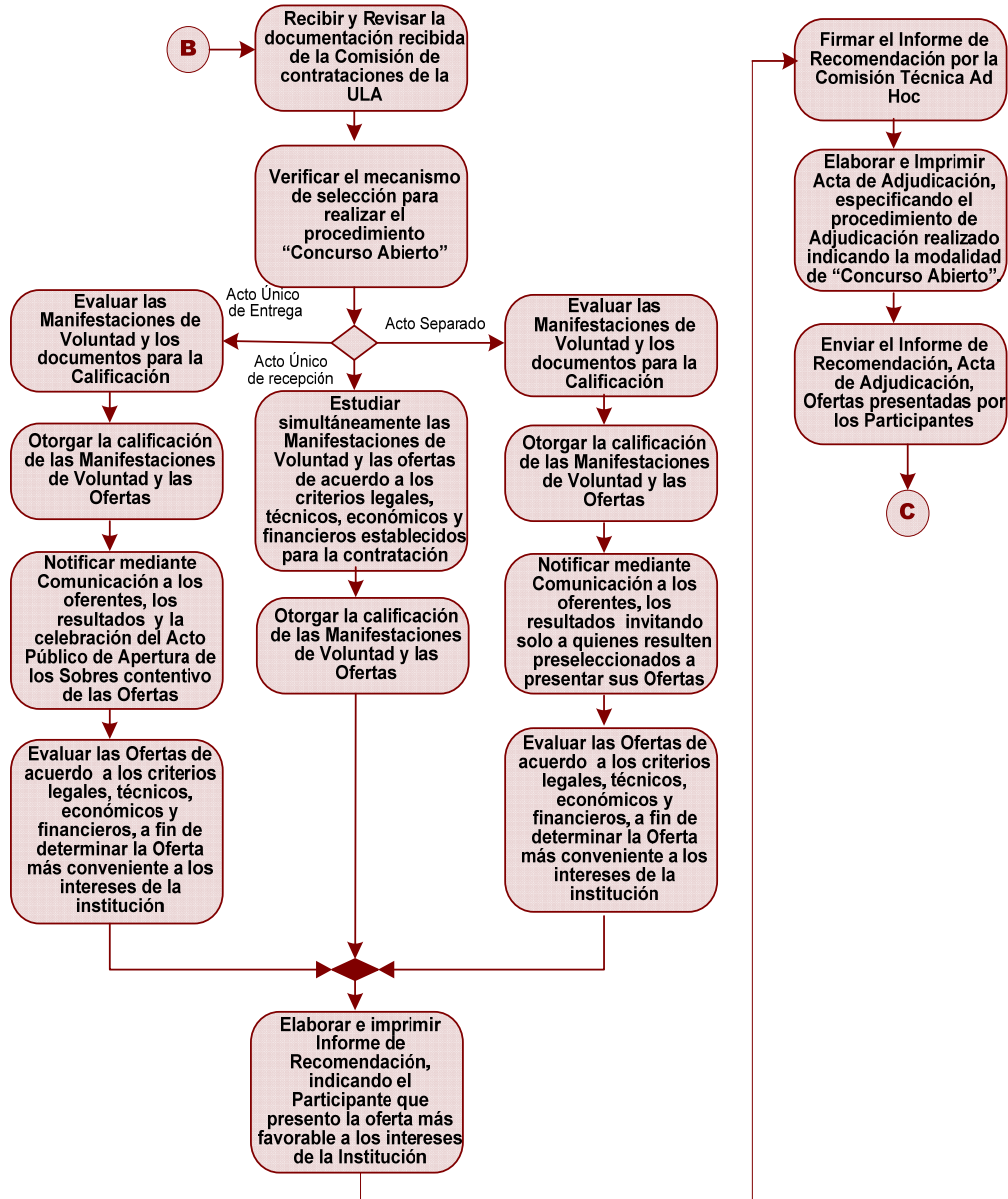 B
Recibir y Revisar la
documentación recibida
de la Comisión de
contrataciones de la
ULA
Verificar el mecanismo
de selección para
realizar el
procedimiento
“Concurso Abierto”
Acto Único
de Entrega
Acto Único
de recepción
Acto Separado
Evaluar las
Manifestaciones de
Voluntad y los
documentos para la
Calificación
Otorgar la calificación
de las Manifestaciones
de Voluntad y las
Ofertas
Notificar mediante
Comunicación a los
oferentes, los
resultados y la
celebración del Acto
Público de Apertura de
los Sobres contentivo
de las Ofertas
Evaluar las Ofertas de
acuerdo a los criterios
legales, técnicos,
económicos y
financieros, a fin de
determinar la Oferta
más conveniente a los
intereses de la
institución
Estudiar
simultáneamente las
Manifestaciones de
Voluntad y las ofertas
de acuerdo a los
criterios legales,
técnicos, económicos y
financieros establecidos
para la contratación
Otorgar la calificación
de las Manifestaciones
de Voluntad y las
Ofertas
Evaluar las
Manifestaciones de
Voluntad y los
documentos para la
Calificación
Otorgar la calificación
de las Manifestaciones
de Voluntad y las
Ofertas
Notificar mediante
Comunicación a los
oferentes, los
resultados invitando
solo a quienes resulten
preseleccionados a
presentar sus Ofertas
Evaluar las Ofertas de
acuerdo a los criterios
legales, técnicos,
económicos y
financieros, a fin de
determinar la Oferta
más conveniente a los
intereses de la
institución
Elaborar e imprimir
Informe de
Recomendación,
indicando el
Participante que
presento la oferta más
favorable a los intereses
de la Institución
Firmar el Informe de
Recomendación por la
Comisión Técnica Ad
Hoc
Elaborar e Imprimir
Acta de Adjudicación,
especificando el
procedimiento de
Adjudicación realizado
indicando la modalidad
de “Concurso Abierto”.
Enviar el Informe de
Recomendación, Acta
de Adjudicación,
Ofertas presentadas por
los Participantes
C